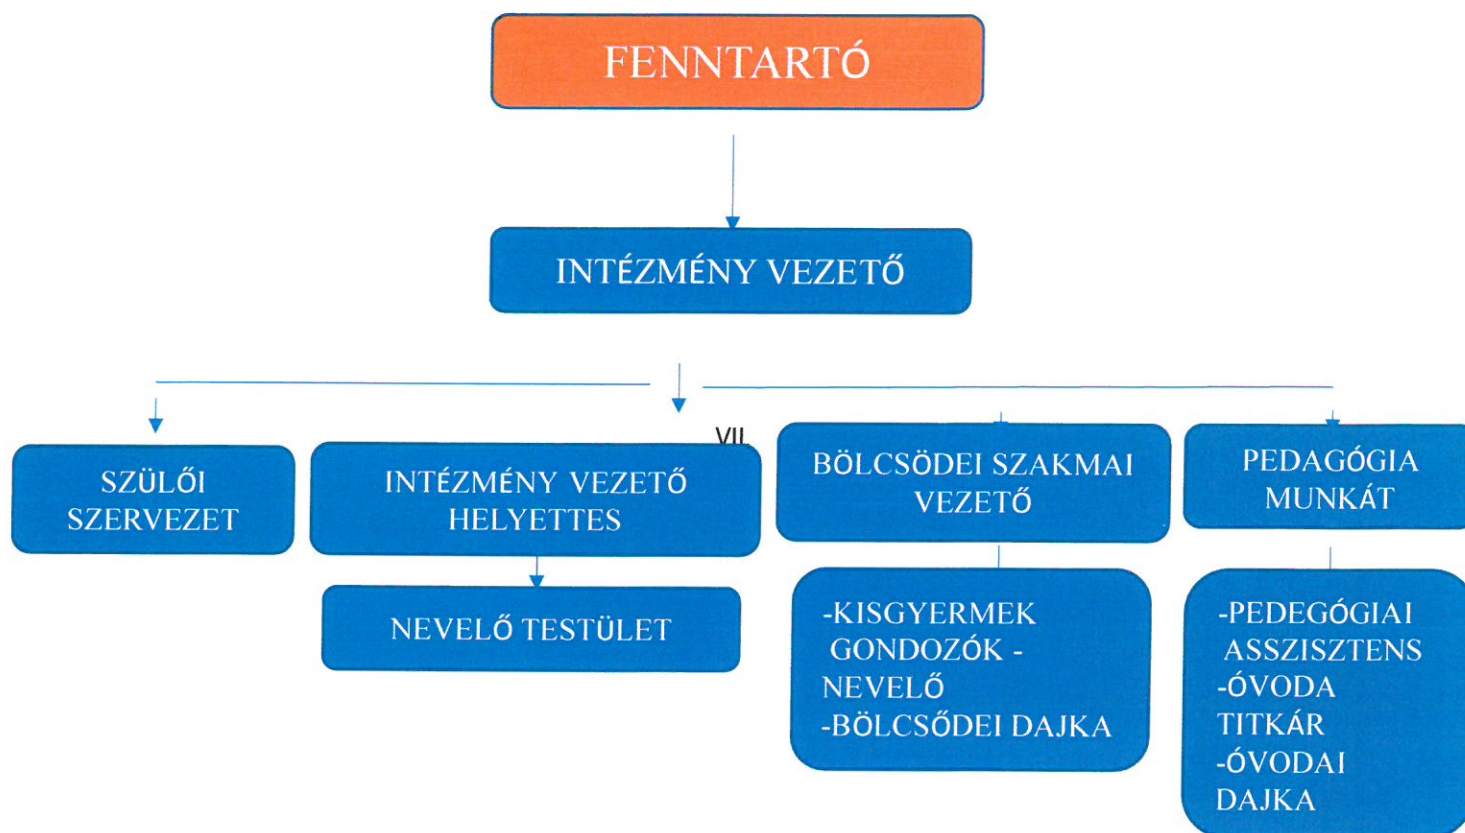 FENNTARTÓ
INTÉZMÉNY VEZETŐ
VII.
SZÜLŐI
SZERVEZET
INTÉZMÉNY VEZETŐ
HELYETTES
BÖLCSÖDEI SZAKMAI
VEZETŐ
PEDAGÓGIA
MUNKÁT
NEVELŐ TESTÜLET
-KISGYERMEK
GONDOZÓK -
NEVELŐ
-BÖLCSŐDEI DAJKA
-PEDEGÓGIAI
ASSZISZTENS
-ÓVODA
TITKÁR
-ÓVODAI
DAJKA